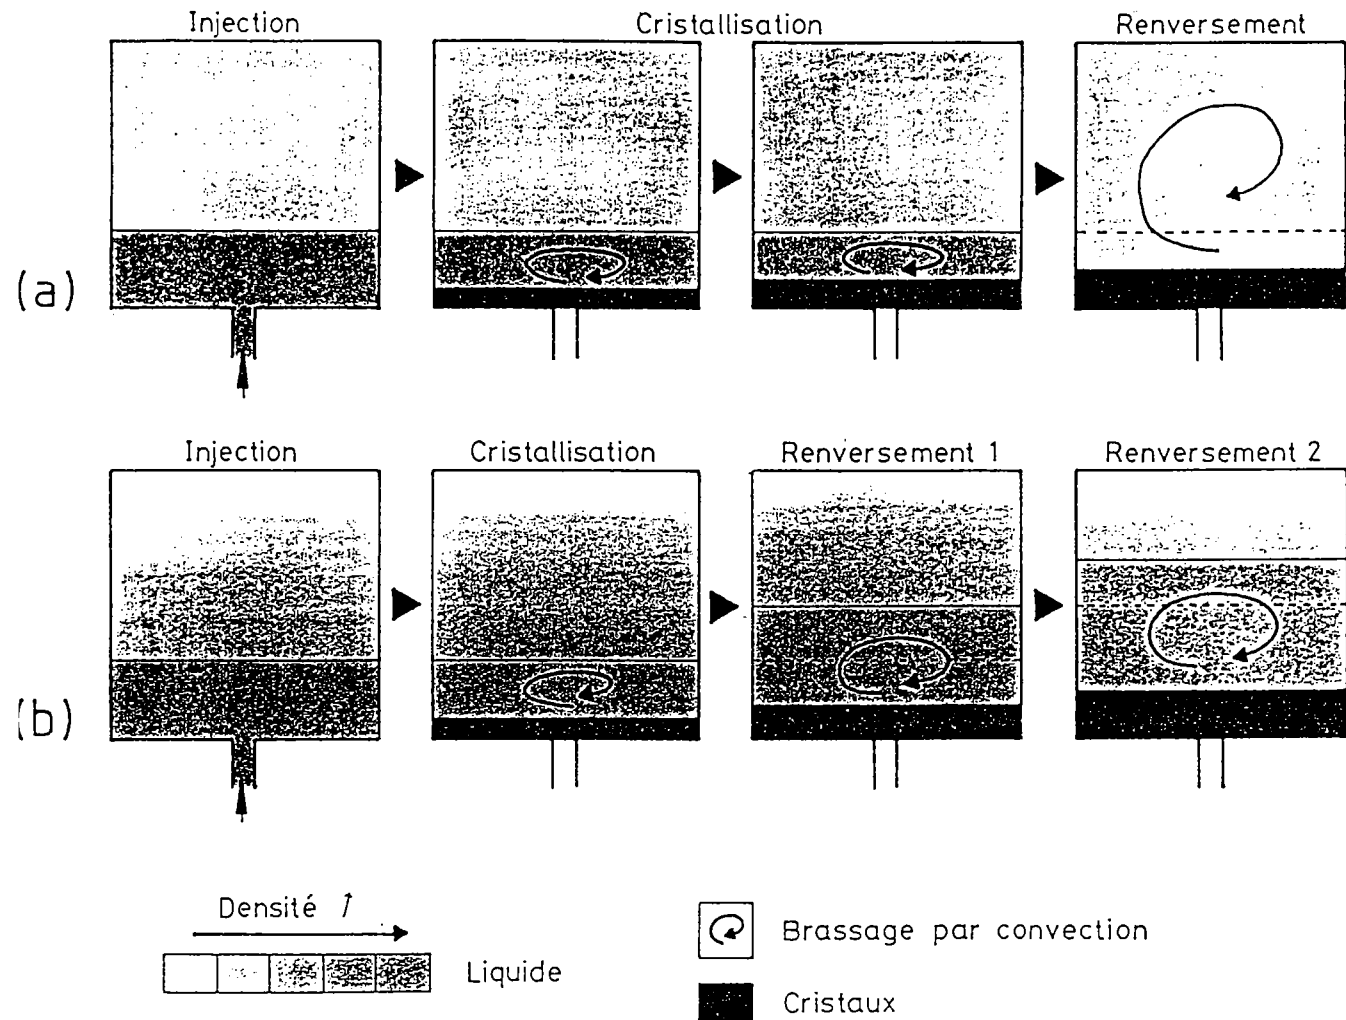 Injection Cristallisation Renversement
(a)
Injection Cristallisation Renversement 1 Renversement 2
(b)
Densité ↑
Liquide
Brassage par convection
Cristaux